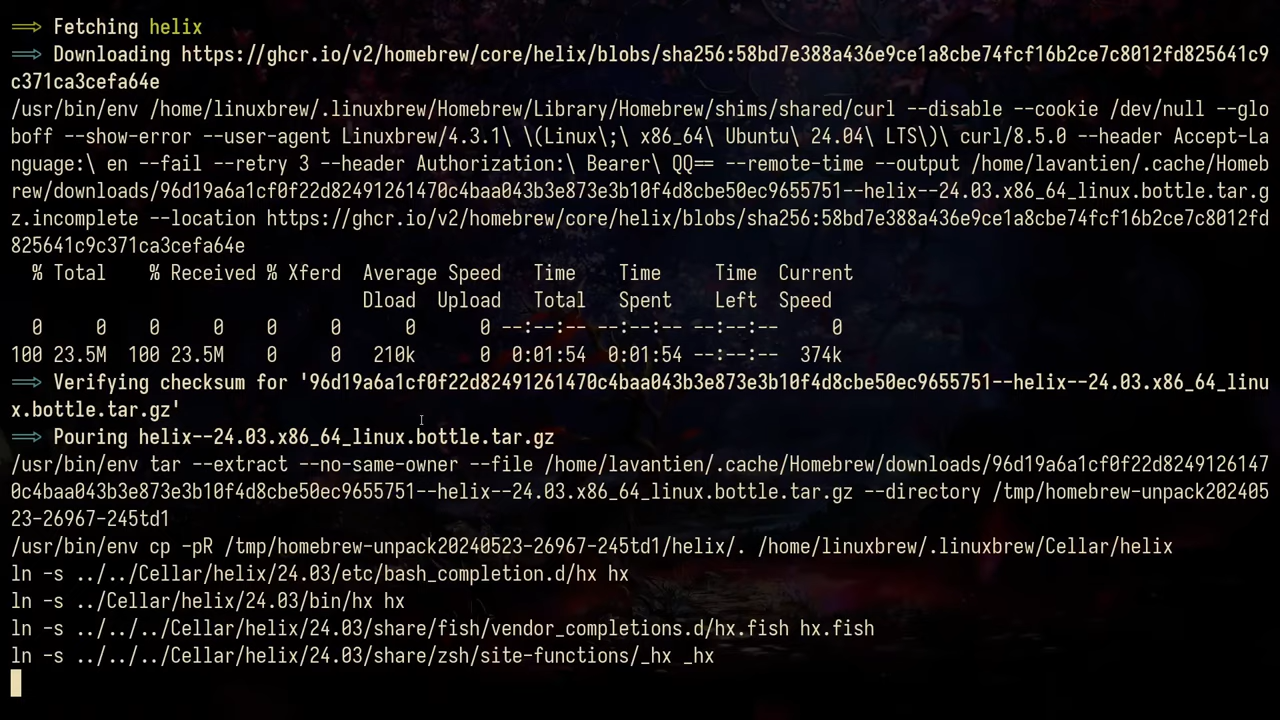 ==> Fetching helix
==> Downloading https://ghcr.io/v2/homebrew/core/helix/blobs/sha256:58bd7e388a436e9ce1a8cbe74fcf16b2ce7c8012fd825641c9
c371ca3cefa64e
/usr/bin/env /home/linuxbrew/.linuxbrew/Homebrew/Library/Homebrew/shims/shared/curl --disable --cookie /dev/null --glo
boff --show-error --user-agent Linuxbrew/4.3.1\ \(Linux\;\ x86_64\ Ubuntu\ 24.04\ LTS\)\ curl/8.5.0 --header Accept-La
nguage:\ en --fail --retry 3 --header Authorization:\ Bearer\ QQ== --remote-time --output /home/lavantien/.cache/Homeb
rew/downloads/96d19a6a1cf0f22d82491261470c4baa043b3e873e3b10f4d8cbe50ec9655751--helix--24.03.x86_64_linux.bottle.tar.g
z.incomplete --location https://ghcr.io/v2/homebrew/core/helix/blobs/sha256:58bd7e388a436e9ce1a8cbe74fcf16b2ce7c8012fd
825641c9c371ca3cefa64e
  % Total    % Received % Xferd  Average Speed   Time    Time     Time  Current
                                 Dload  Upload   Total   Spent    Left  Speed
  0     0    0     0    0     0      0      0 --:--:-- --:--:-- --:--:--     0
100 23.5M  100 23.5M    0     0   210k      0  0:01:54  0:01:54 --:--:--  374k
==> Verifying checksum for '96d19a6a1cf0f22d82491261470c4baa043b3e873e3b10f4d8cbe50ec9655751--helix--24.03.x86_64_linu
x.bottle.tar.gz'
==> Pouring helix--24.03.x86_64_linux.bottle.tar.gz
/usr/bin/env tar --extract --no-same-owner --file /home/lavantien/.cache/Homebrew/downloads/96d19a6a1cf0f22d8249126147
0c4baa043b3e873e3b10f4d8cbe50ec9655751--helix--24.03.x86_64_linux.bottle.tar.gz --directory /tmp/homebrew-unpack202405
23-26967-245td1
/usr/bin/env cp -pR /tmp/homebrew-unpack20240523-26967-245td1/helix/. /home/linuxbrew/.linuxbrew/Cellar/helix
ln -s ../../Cellar/helix/24.03/etc/bash_completion.d/hx hx
ln -s ../Cellar/helix/24.03/bin/hx hx
ln -s ../../../Cellar/helix/24.03/share/fish/vendor_completions.d/hx.fish hx.fish
ln -s ../../../Cellar/helix/24.03/share/zsh/site-functions/_hx _hx